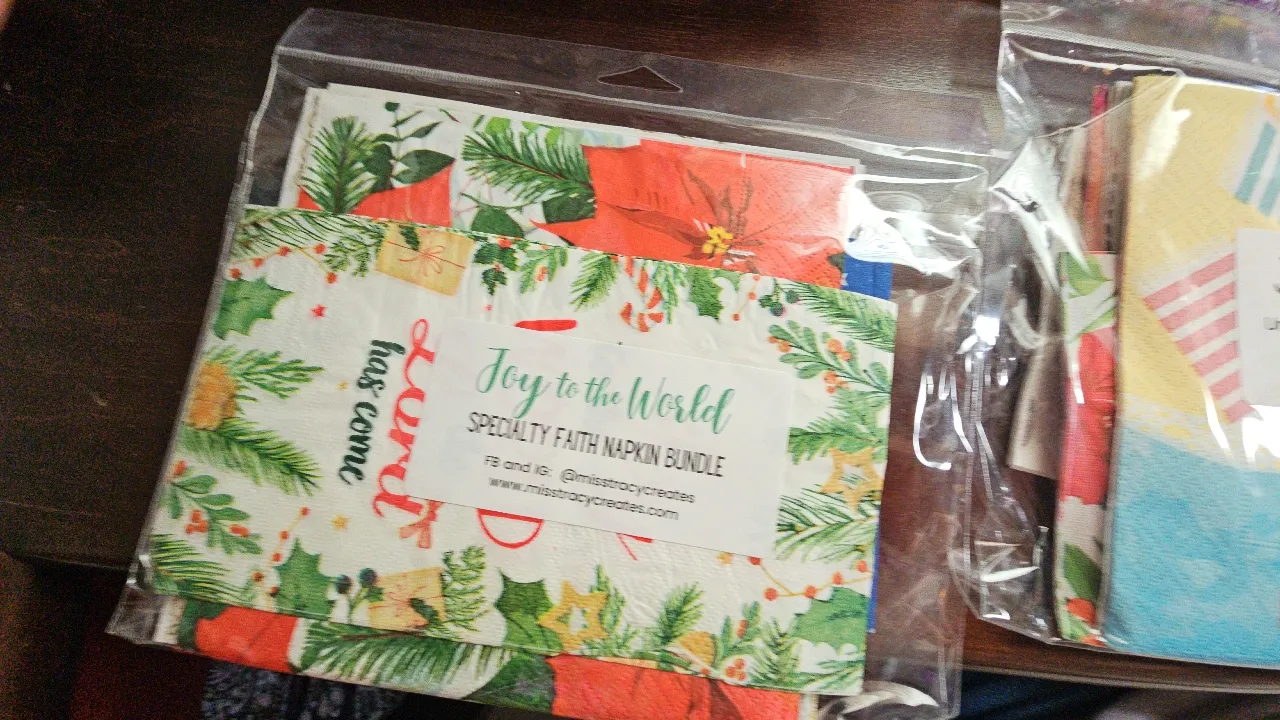 Joy to the World
SPECIALTY FAITH NAPKIN BUNDLE
FB and IG: @misstracycreates
www.misstracycreates.com
Lord
has come